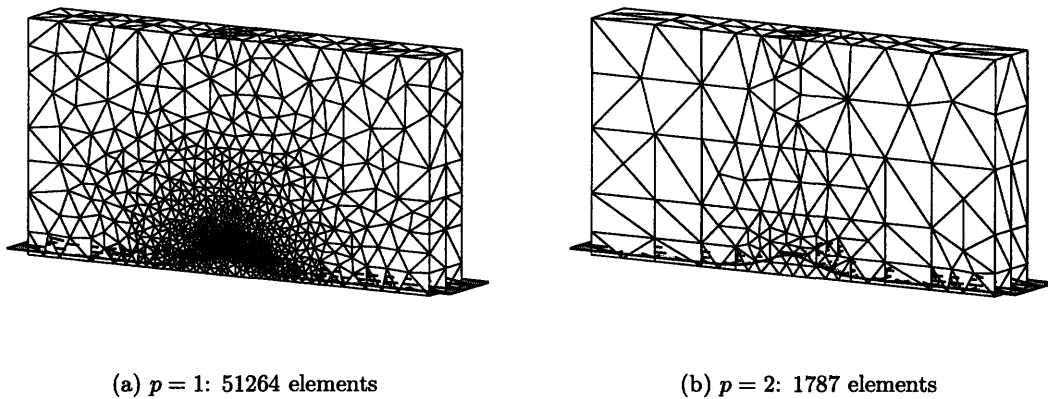 (a) p = 1: 51264 elements
(b) p = 2: 1787 elements